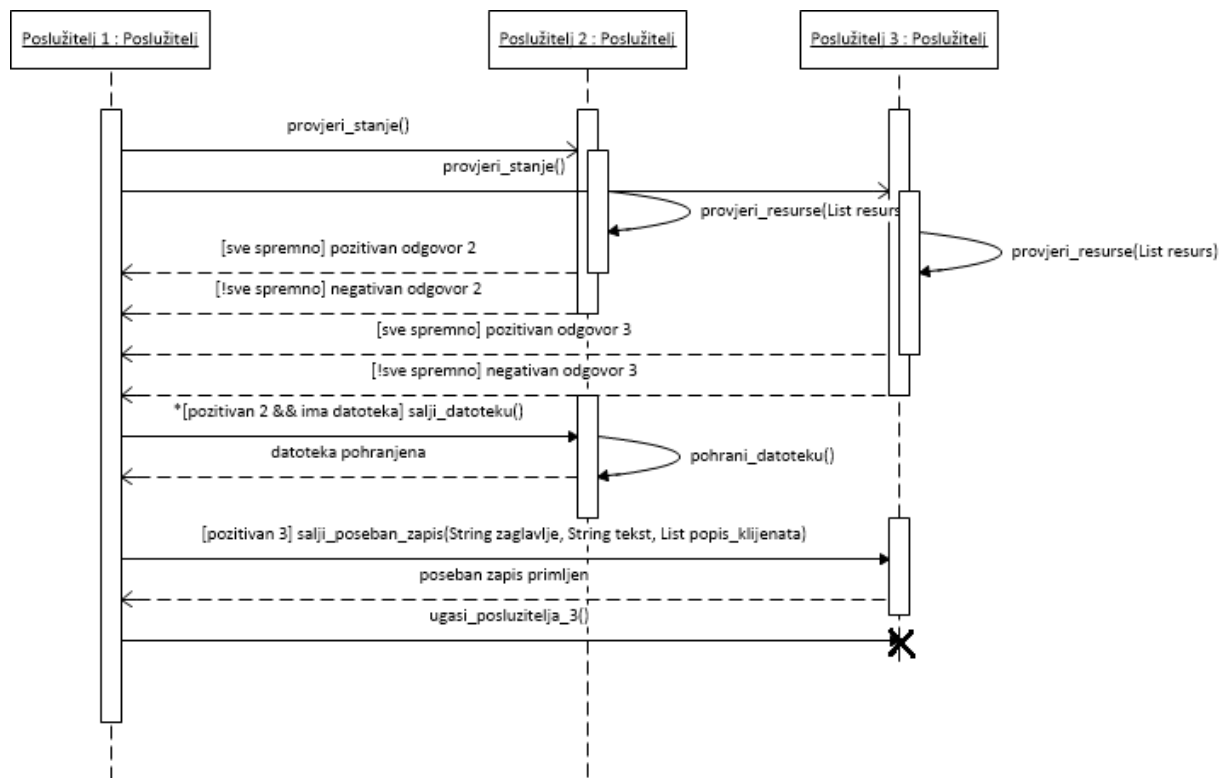 Poslužitelj 1 : Poslužitelj
Poslužitelj 2 : Poslužitelj
Poslužitelj 3 : Poslužitelj
provjeri_stanje()
provjeri_stanje()
provjeri_resurse(List resurs
[sve spremno] pozitivan odgovor 2
provjeri_resurse(List resurs)
[!sve spremno] negativan odgovor 2
[sve spremno] pozitivan odgovor 3
[!sve spremno] negativan odgovor 3
*[pozitivan 2 && ima datoteka] salji_datoteku()
datoteka pohranjena
pohrani_datoteku()
[pozitivan 3] salji_poseban_zapis(String zaglavlje, String tekst, List popis_klijenata)
poseban zapis primljen
ugasi_posluzitelja_3()